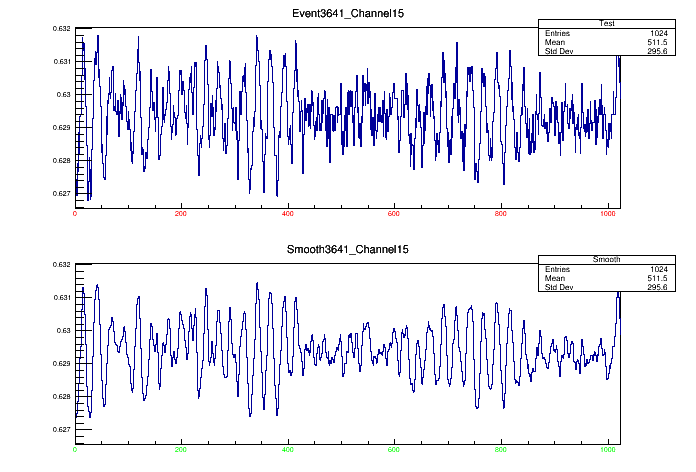 Event3641_Channel15
Test
Entries 1024
Mean 511.5
Std Dev 295.6
0.632
0.631
0.63
0.629
0.628
0.627
0 200 400 600 800 1000
Smooth3641_Channel15
Smooth
Entries 1024
Mean 511.5
Std Dev 295.6
0.632
0.631
0.63
0.629
0.628
0.627
0 200 400 600 800 1000